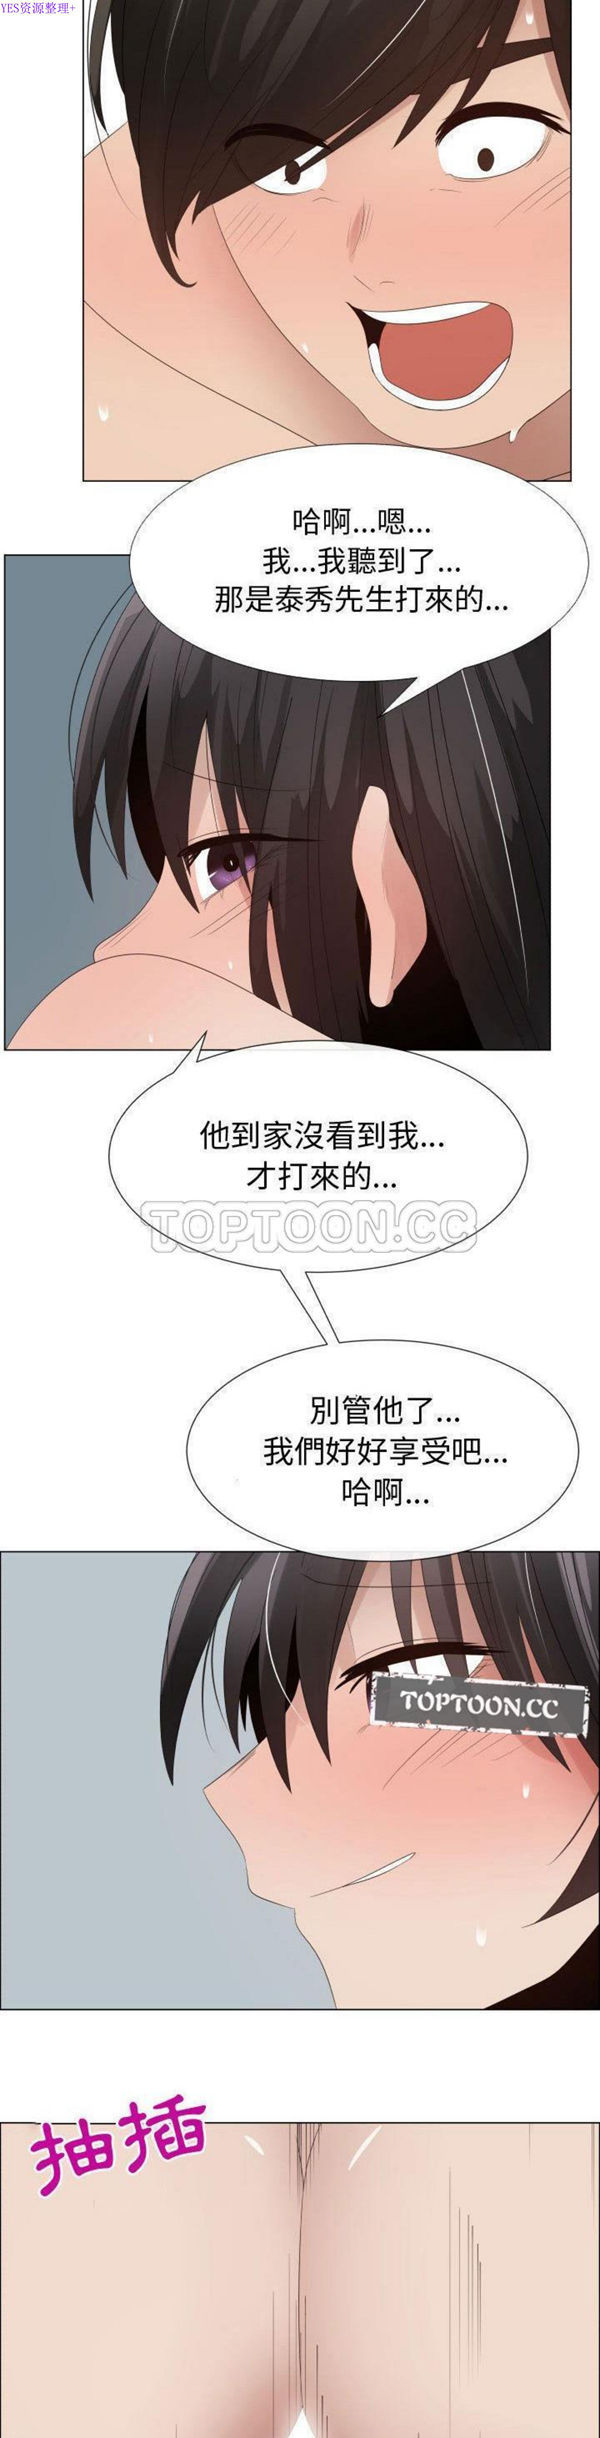 YES资源整理+
哈啊...嗯...
我...我聽到了...
那是泰秀先生打來的...
他到家沒看到我...
才打來的...
TOPTOON.CC
別管他了...
我們好好享受吧...
哈啊...
TOPTOON.CC
抽插